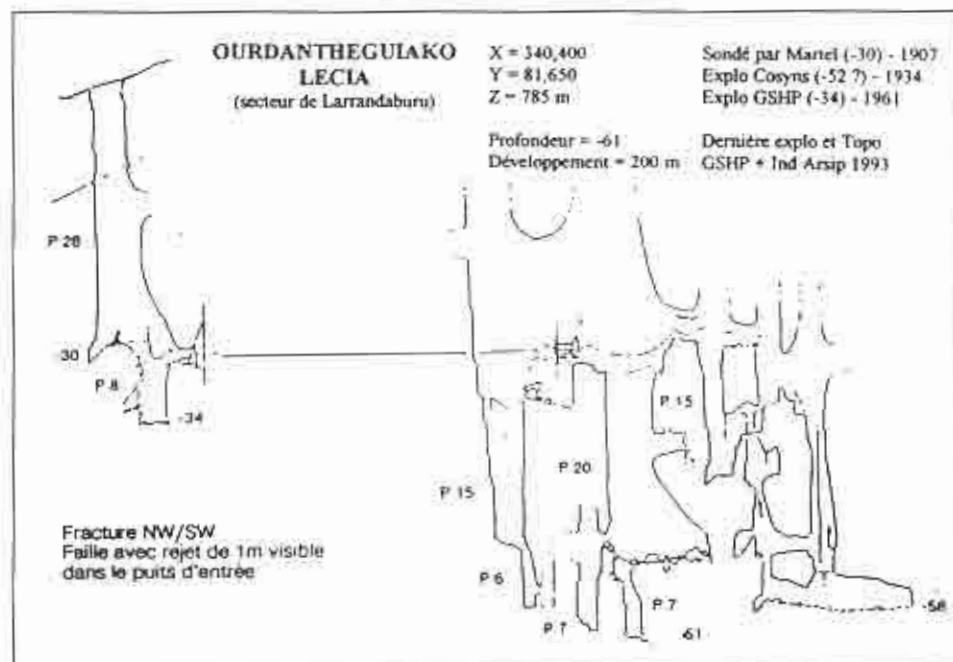 OURDANTHEGUIAKO
LECIA
(secteur de Larrandaburu)
X = 340,400
Y = 81,650
Z = 785 m
Profondeur = -61
Développement = 200 m
Sondé par Martel (-30) - 1907
Explo Cosyns (-52 ?) - 1934
Explo GSHP (-34) - 1961
Dernière explo et Topo
GSHP + Ind Arsip 1993
P 28
-30
P 8
-34
P 15
P 20
P 15
P 6
P 7
P 7
-61
-58
Fracture NW/SW
Faille avec rejet de 1m visible
dans le puits d'entrée